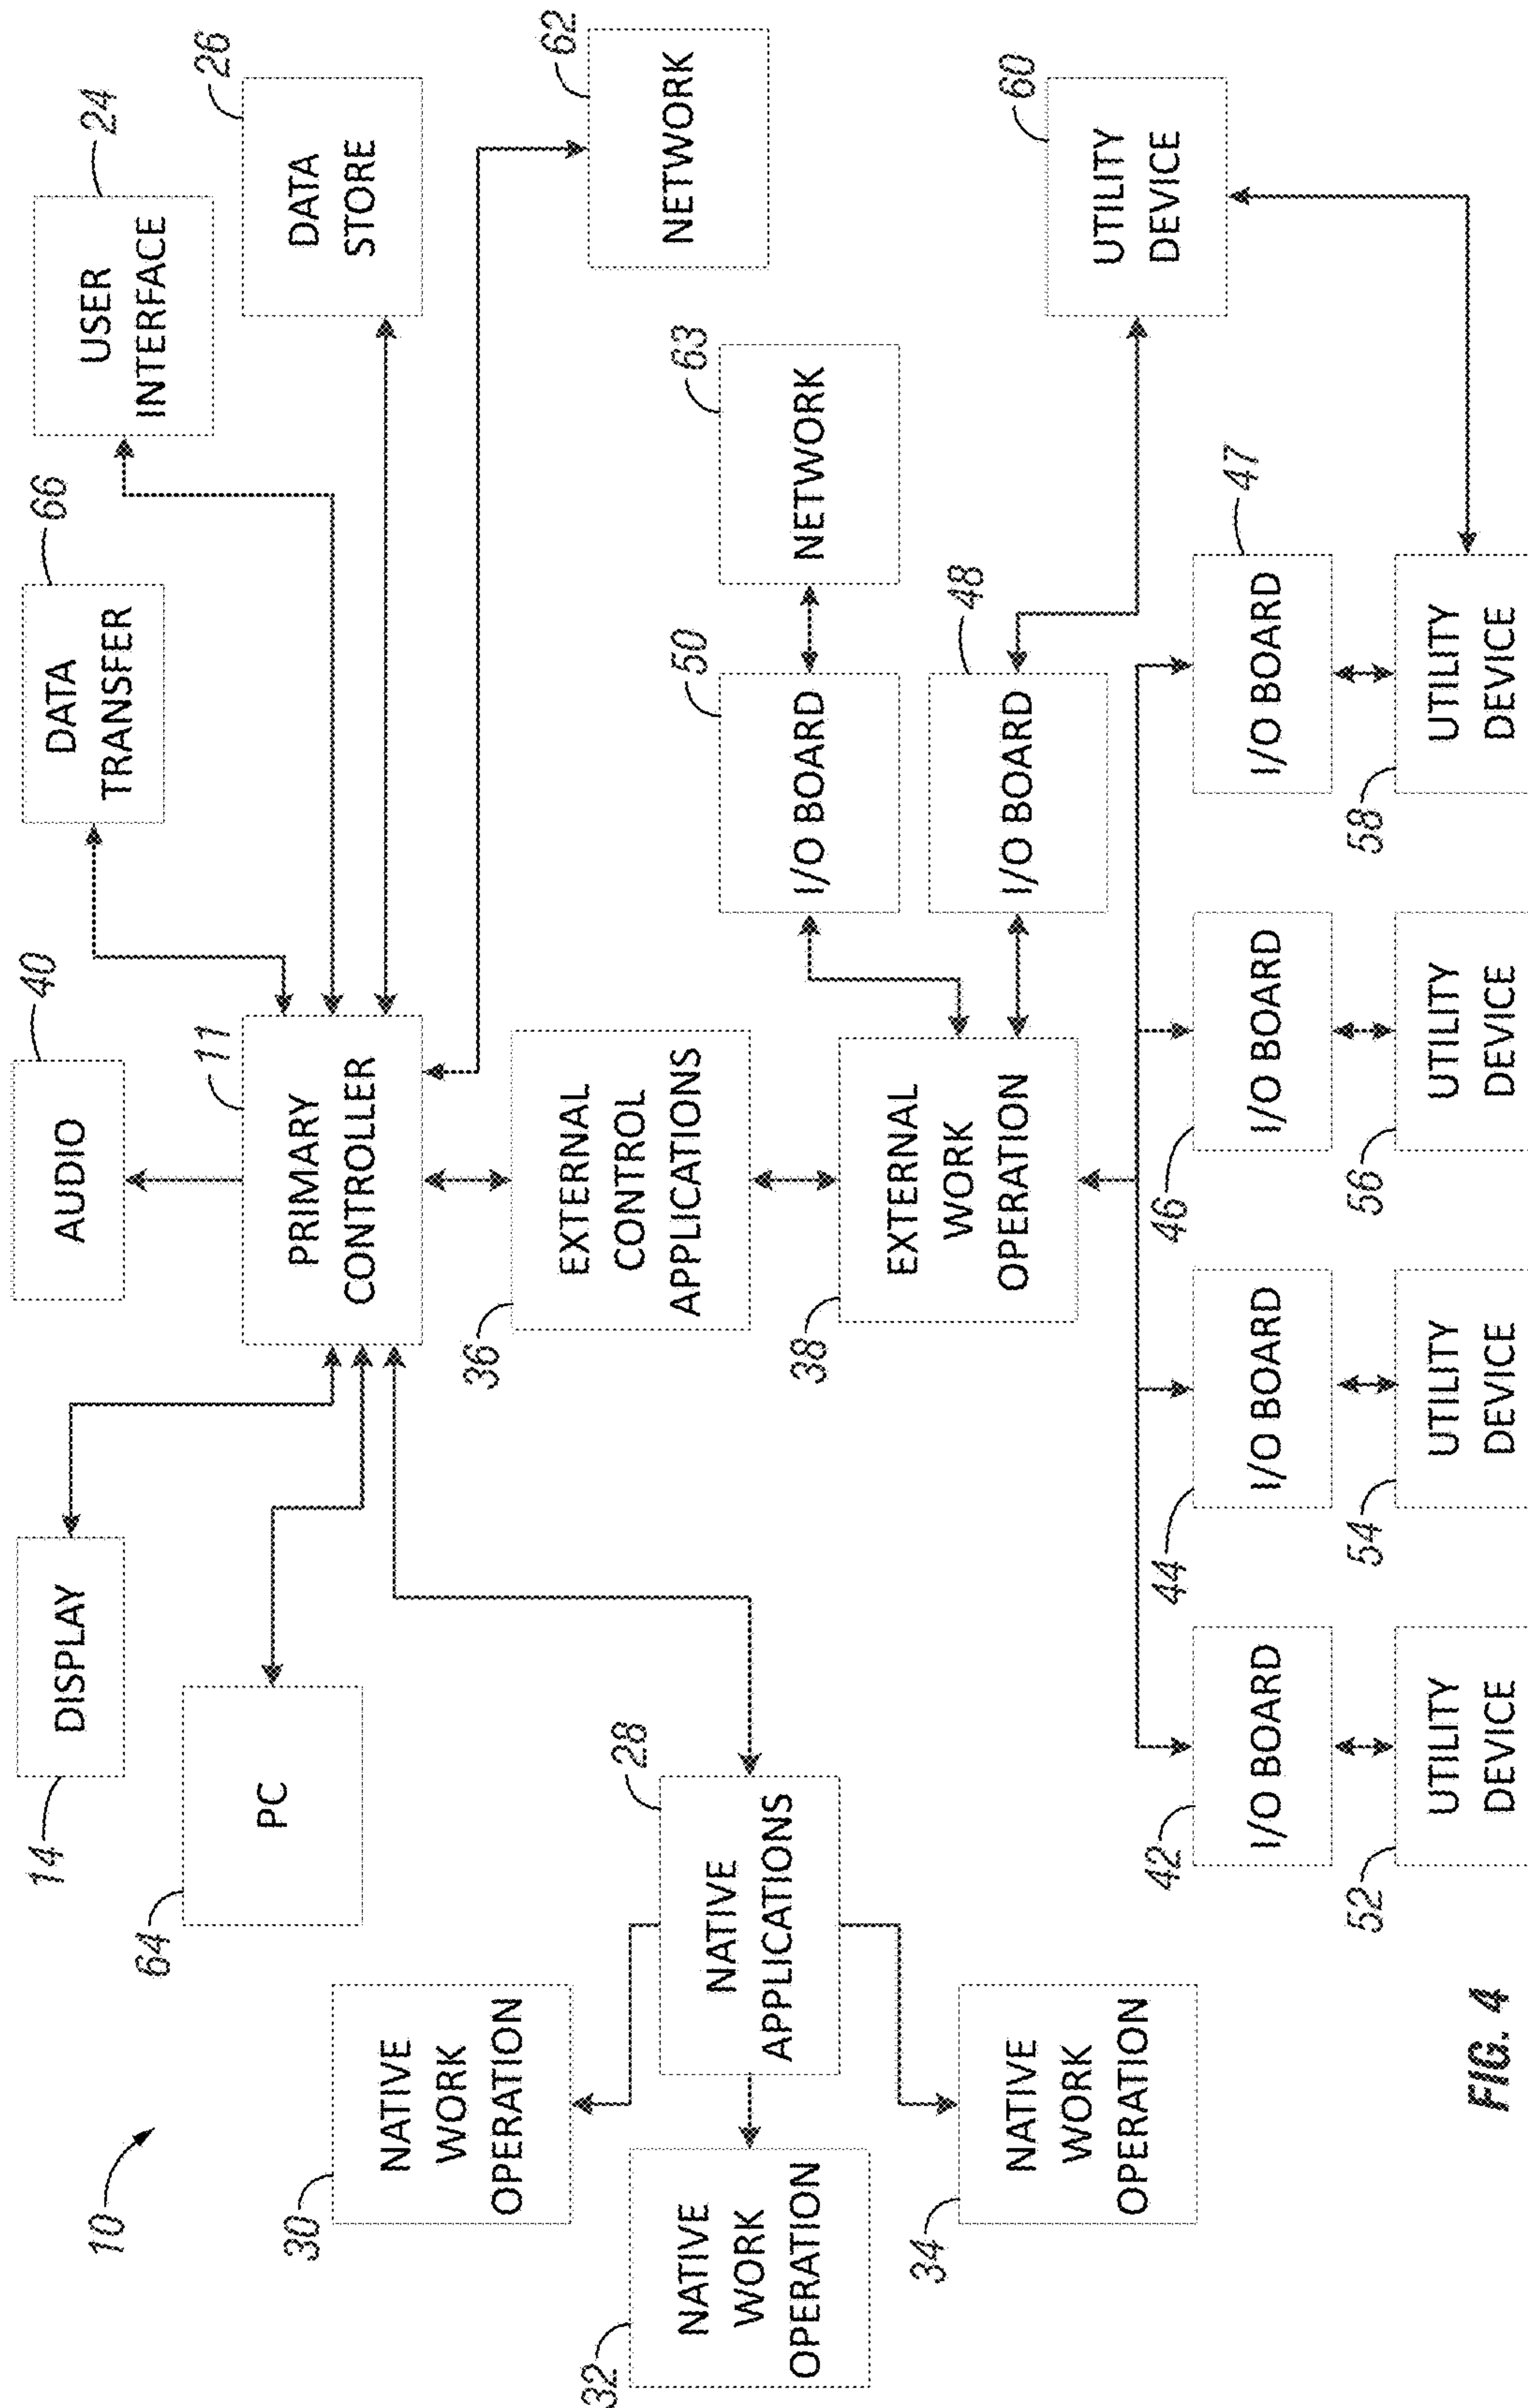 10
14
DISPLAY
AUDIO
40
DATA
TRANSFER
66
USER
INTERFACE
24
64
PC
PRIMARY
CONTROLLER
11
DATA
STORE
26
30
NATIVE
WORK
OPERATION
36
EXTERNAL
CONTROL
APPLICATIONS
NETWORK
62
32
NATIVE
WORK
OPERATION
NATIVE
APPLICATIONS
28
38
EXTERNAL
WORK
OPERATION
I/O BOARD
50
NETWORK
63
34
NATIVE
WORK
OPERATION
I/O BOARD
48
UTILITY
DEVICE
60
42
I/O BOARD
44
I/O BOARD
46
I/O BOARD
I/O BOARD
47
52
UTILITY
DEVICE
54
UTILITY
DEVICE
56
UTILITY
DEVICE
58
UTILITY
DEVICE
FIG. 4